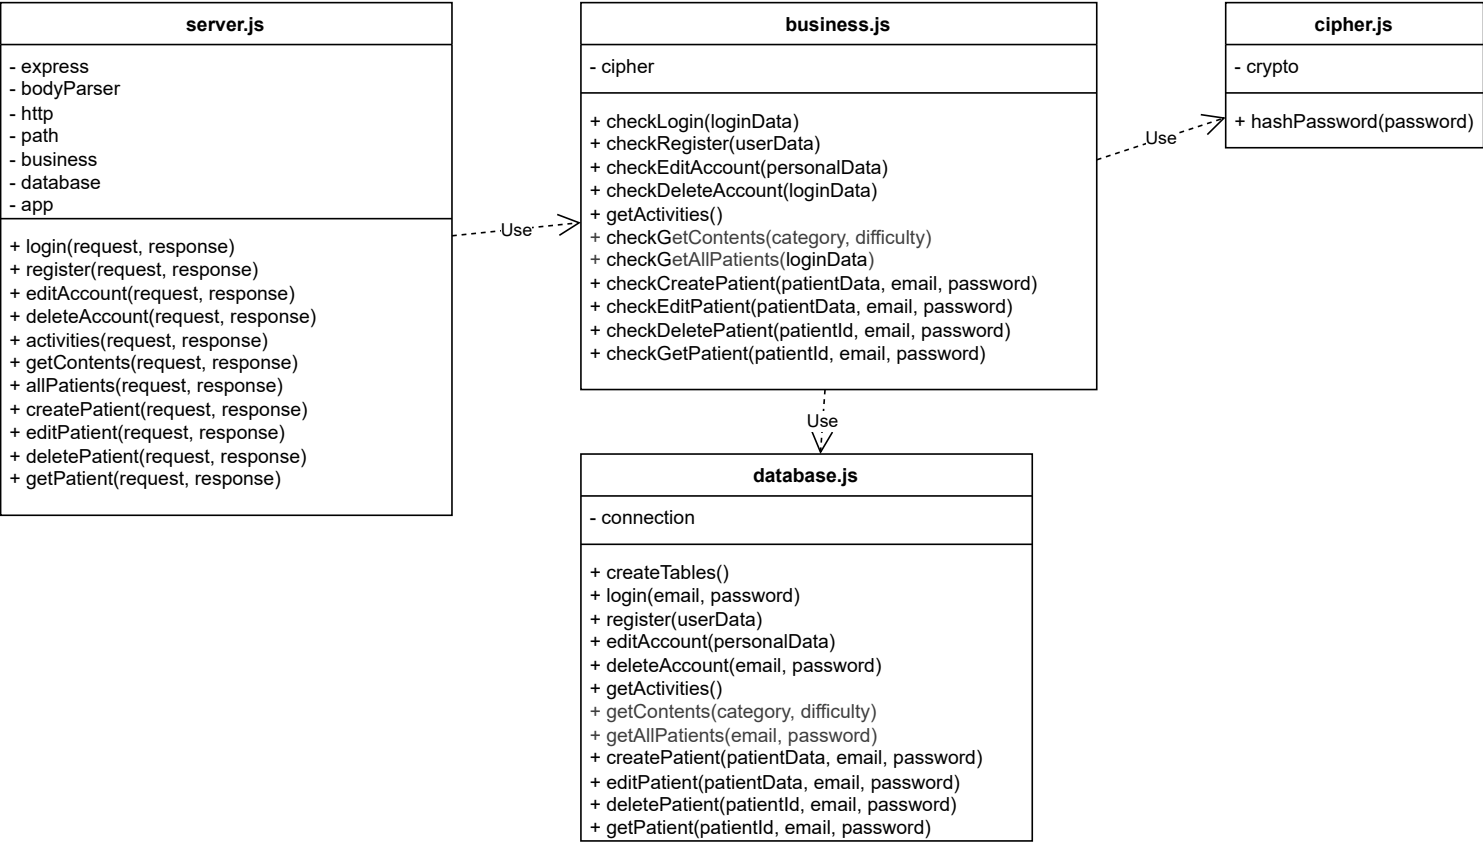 server.js
- express
- bodyParser
- http
- path
- business
- database
- app
+ login(request, response)
+ register(request, response)
+ editAccount(request, response)
+ deleteAccount(request, response)
+ activities(request, response)
+ getContents(request, response)
+ allPatients(request, response)
+ createPatient(request, response)
+ editPatient(request, response)
+ deletePatient(request, response)
+ getPatient(request, response)
Use
business.js
- cipher
+ checkLogin(loginData)
+ checkRegister(userData)
+ checkEditAccount(personalData)
+ checkDeleteAccount(loginData)
+ getActivities()
+ checkGetContents(category, difficulty)
+ checkGetAllPatients(loginData)
+ checkCreatePatient(patientData, email, password)
+ checkEditPatient(patientData, email, password)
+ checkDeletePatient(patientId, email, password)
+ checkGetPatient(patientId, email, password)
Use
cipher.js
- crypto
+ hashPassword(password)
Use
database.js
- connection
+ createTables()
+ login(email, password)
+ register(userData)
+ editAccount(personalData)
+ deleteAccount(email, password)
+ getActivities()
+ getContents(category, difficulty)
+ getAllPatients(email, password)
+ createPatient(patientData, email, password)
+ editPatient(patientData, email, password)
+ deletePatient(patientId, email, password)
+ getPatient(patientId, email, password)